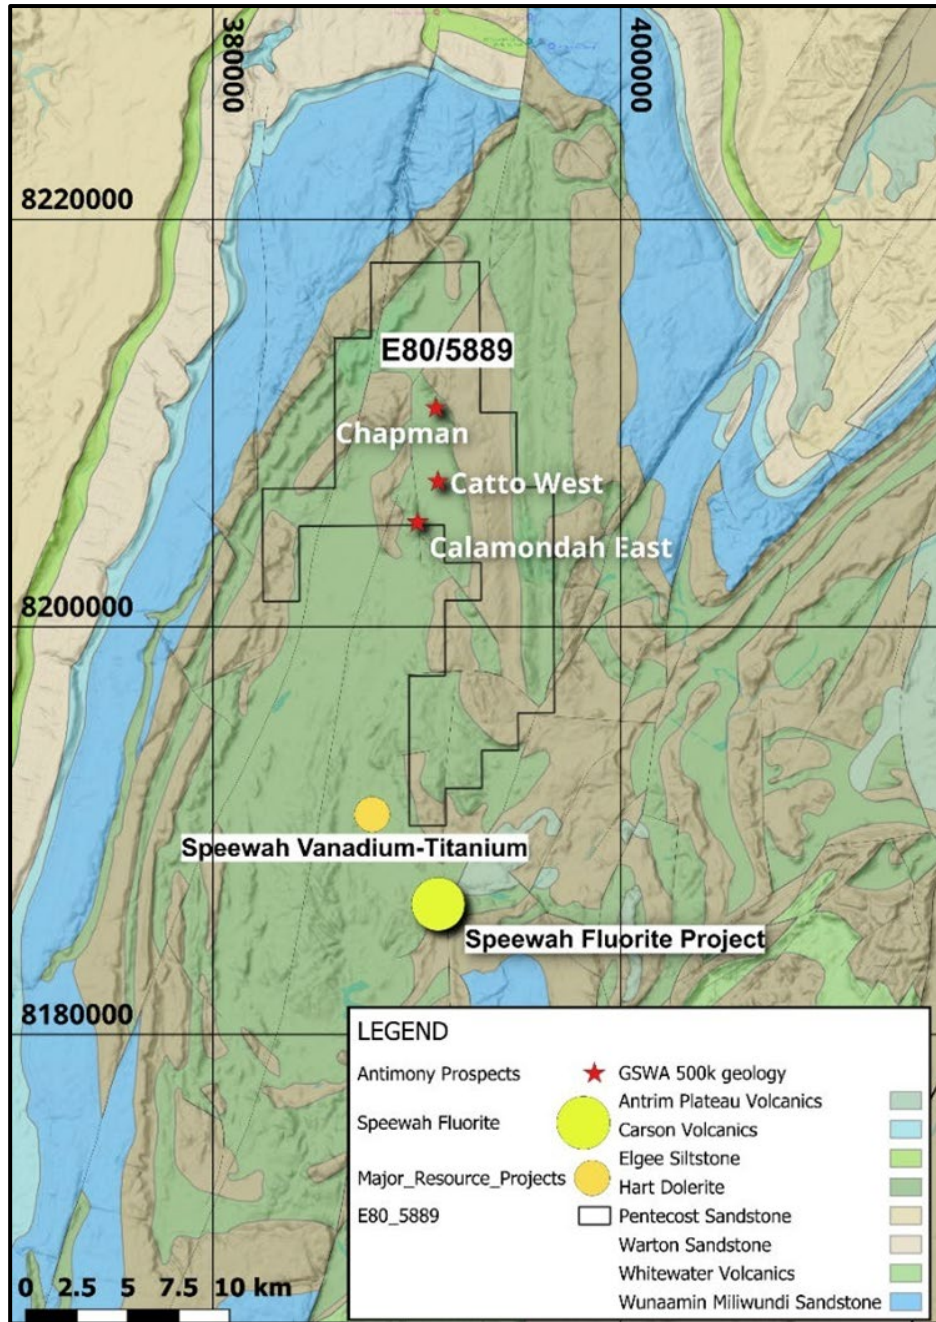 380000
400000
8220000
E80/5889
Chapman
Catto West
Calamondah East
8200000
Speewah Vanadium-Titanium
Speewah Fluorite Project
8180000
LEGEND
Antimony Prospects
GSWA 500k geology
Antrim Plateau Volcanics
Speewah Fluorite
Carson Volcanics
Elgee Siltstone
Major_Resource_Projects
Hart Dolerite
E80_5889
Pentecost Sandstone
Warton Sandstone
Whitewater Volcanics
Wunaamin Miliwundi Sandstone
0 2.5 5 7.5 10 km